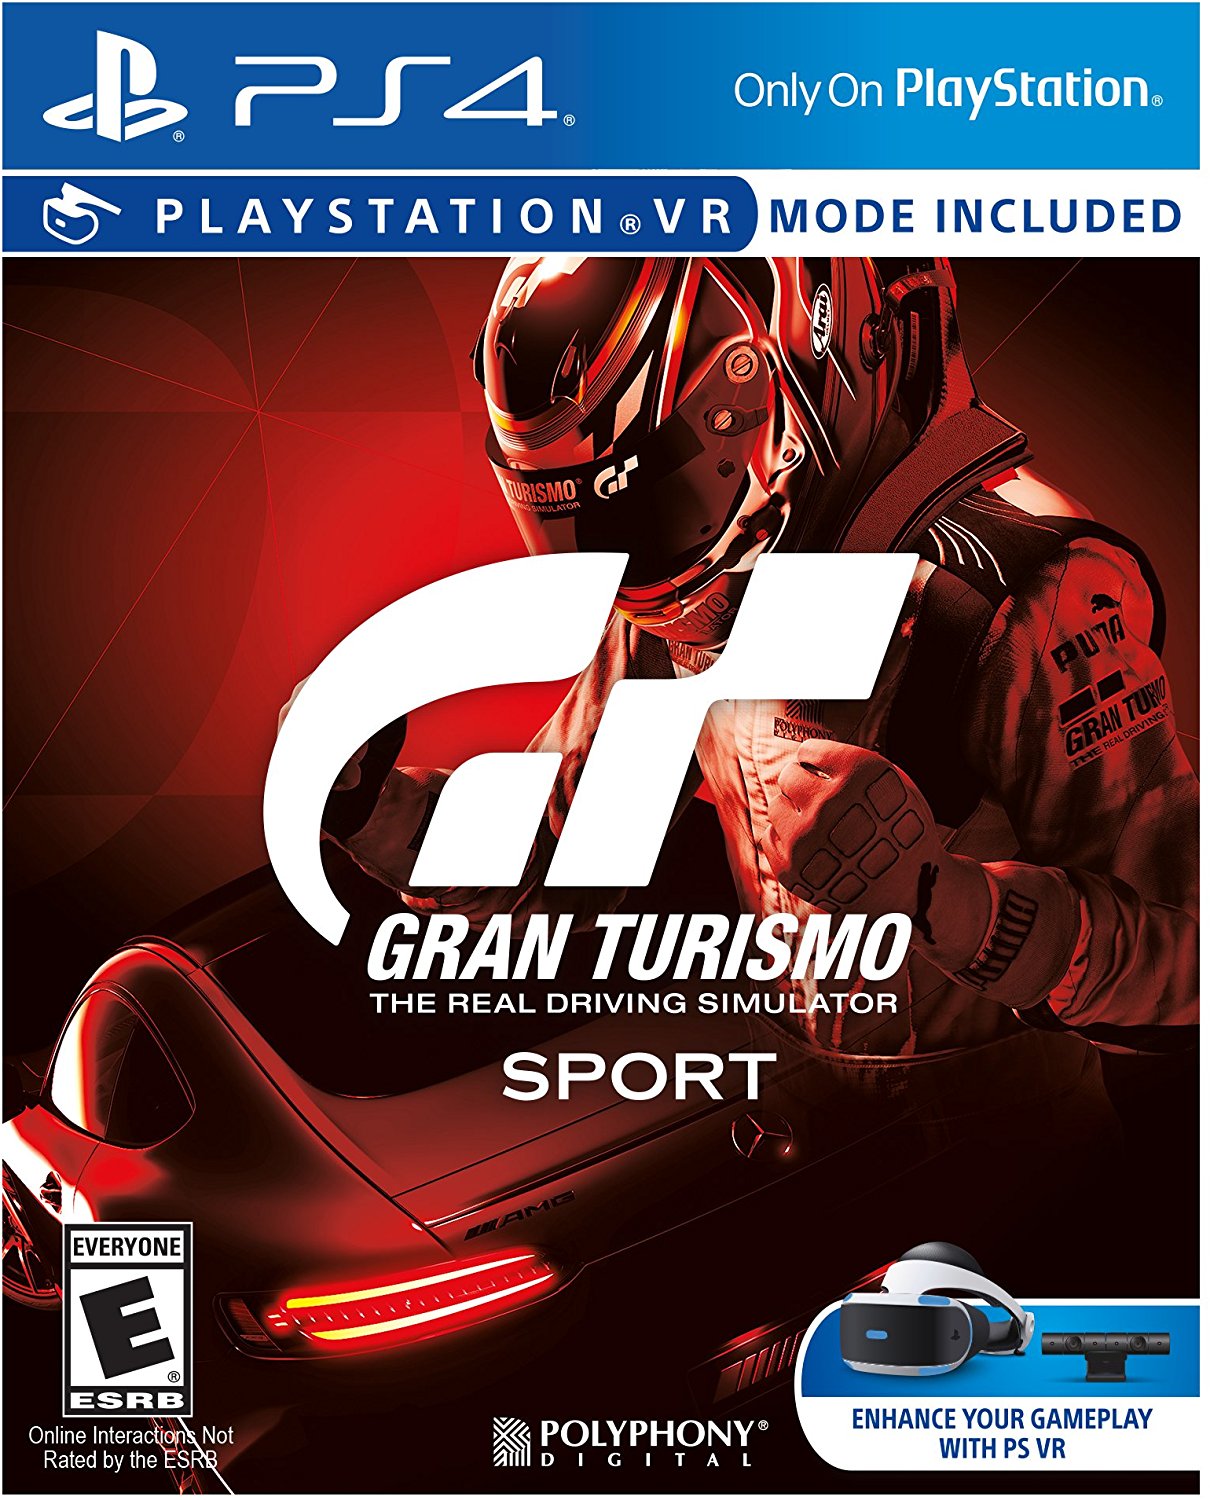 PS4®
Only On PlayStation®
PLAYSTATION®VR MODE INCLUDED
Arai
TURISMO®
GT
PUMA
GRAN TURISMO
THE REAL DRIVING
POLYPHONY
GRAN TURISMO
THE REAL DRIVING SIMULATOR
SPORT
AMG
EVERYONE
E®
ESRB
Online Interactions Not
Rated by the ESRB
POLYPHONY®
DIGITAL
ENHANCE YOUR GAMEPLAY
WITH PS VR